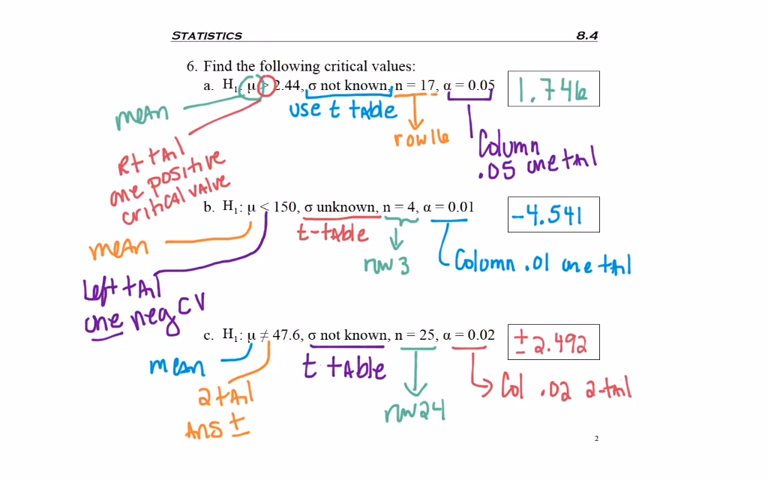 STATISTICS 8.4
6. Find the following critical values:
a. H₁: μ > 2.44, σ not known, n = 17, α = 0.05 1.746
mean
use t table
row 16
Column
.05 one tail
Rt tail
one positive
critical value
b. H₁: μ < 150, σ unknown, n = 4, α = 0.01 -4.541
mean
t-table
row 3
Column .01 one tail
Left tail
one neg CV
c. H₁: μ ≠ 47.6, σ not known, n = 25, α = 0.02 ±2.492
mean
t table
Col .02 2-tail
2 tail
row 24
Ans ±
2